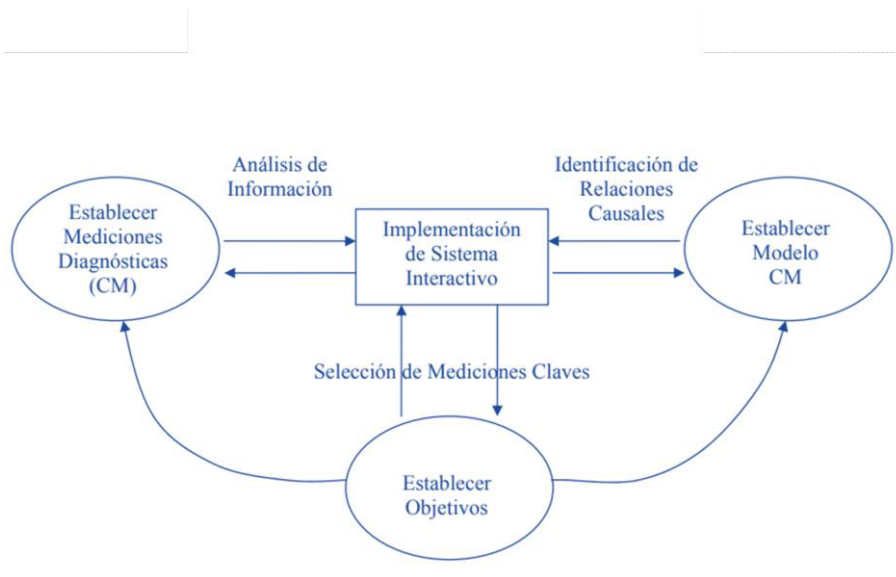 Análisis de
Información
Identificación de
Relaciones
Causales
Establecer
Mediciones
Diagnósticas
(CM)
Implementación
de Sistema
Interactivo
Establecer
Modelo
CM
Selección de Mediciones Claves
Establecer
Objetivos